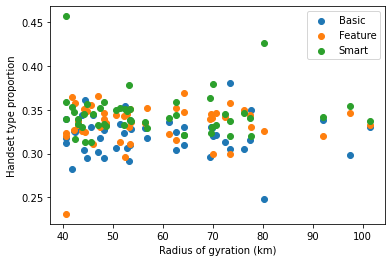 Basic
Feature
Smart
Handset type proportion
0.45
0.40
0.35
0.30
0.25
40 50 60 70 80 90 100
Radius of gyration (km)